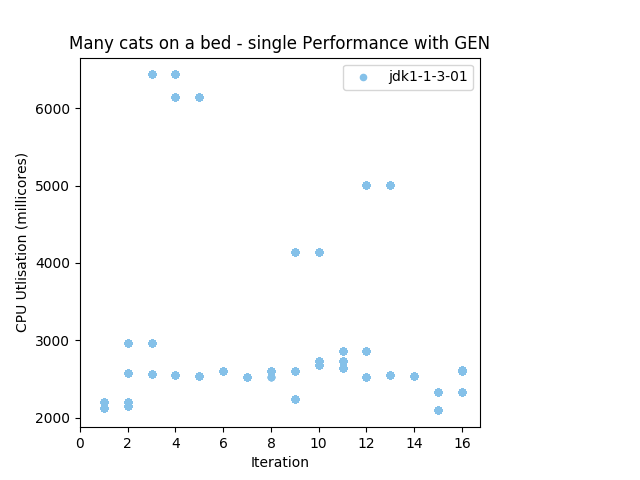 Many cats on a bed - single Performance with GEN
jdk1-1-3-01
CPU Utlisation (millicores)
6000
5000
4000
3000
2000
0 2 4 6 8 10 12 14 16
Iteration